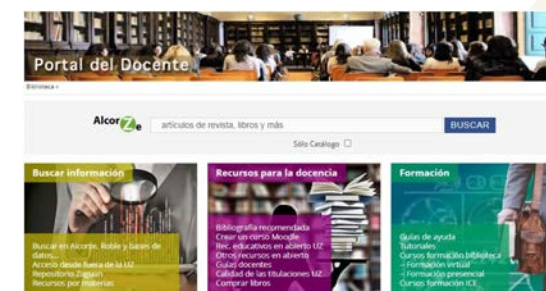 Portal del Docente
Biblioteca >
AlcorZe
artículos de revista, libros y más
BUSCAR
Sólo Catálogo
Buscar información
Buscar en Alcorze, Roble y bases de
datos...
Acceso desde fuera de la UZ
Repositorio Zaguán
Recursos por materias
Recursos para la docencia
Bibliografía recomendada
Crear un curso Moodle
Rec. educativos en abierto UZ
Otros recursos en abierto
Guías docentes
Calidad de las titulaciones UZ
Comprar libros
Formación
Guías de ayuda
Tutoriales
Cursos formación biblioteca
- Formación virtual
- Formación presencial
Cursos formación ICE